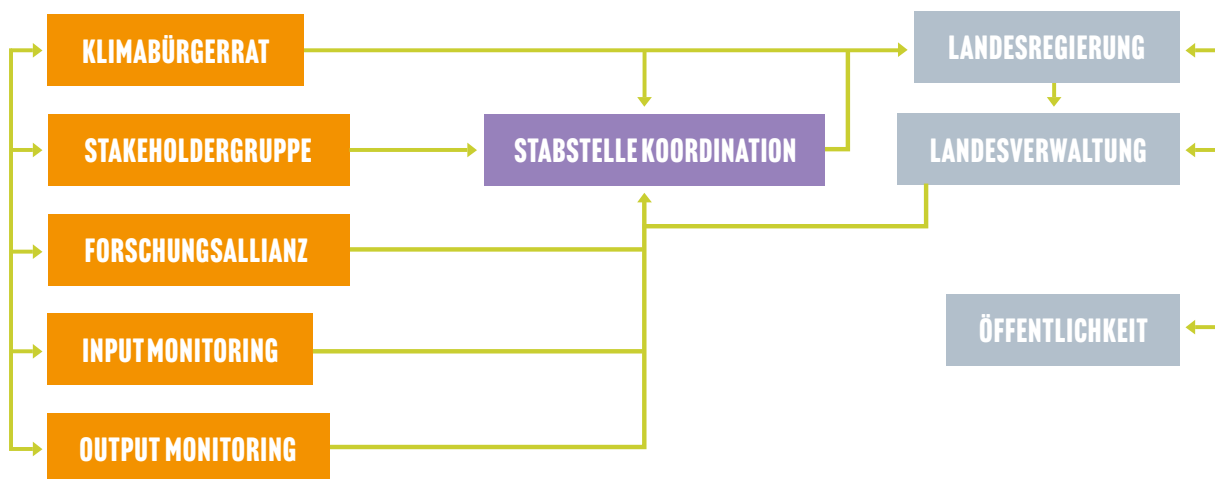 KLIMABÜRGERRAT
STAKEHOLDERGRUPPE
FORSCHUNGSALLIANZ
INPUT MONITORING
OUTPUT MONITORING
STABSTELLE KOORDINATION
LANDESREGIERUNG
LANDESVERWALTUNG
ÖFFENTLICHKEIT